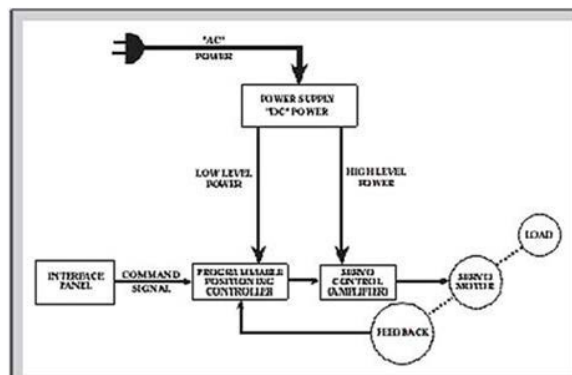 "AC"
POWER
POWER SUPPLY
"DC" POWER
LOW LEVEL
POWER
HIGH LEVEL
POWER
LOAD
INTERFACE
PANEL
COMMAND
SIGNAL
PROGRAMMABLE
POSITIONING
CONTROLLER
SERVO
CONTROL
(AMPLIFIER)
SERVO
MOTOR
FEEDBACK